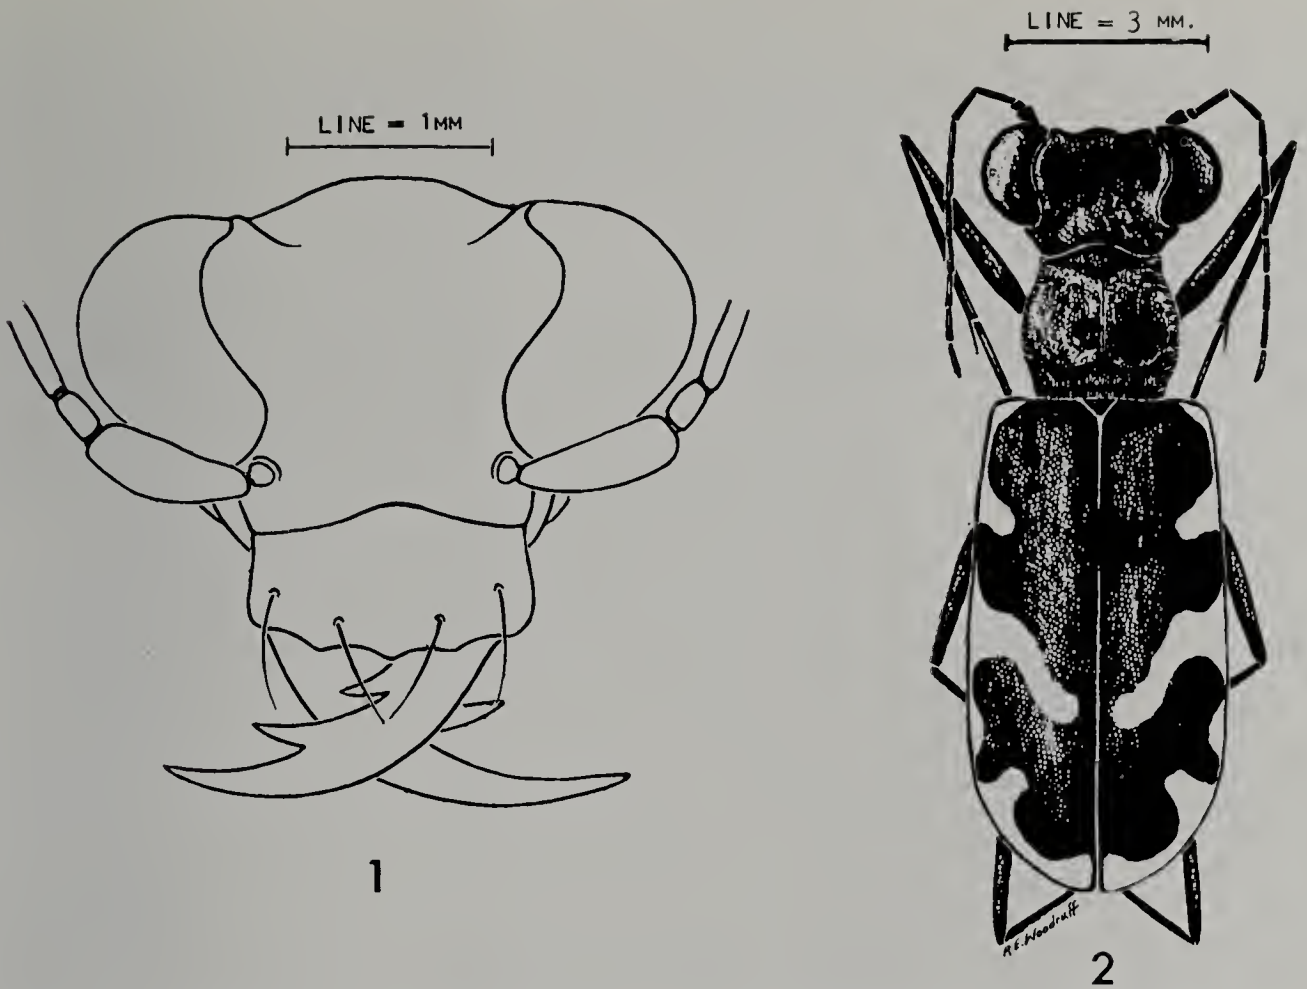 LINE = 1MM
1
LINE = 3 MM.
R.E. Woodruff
2